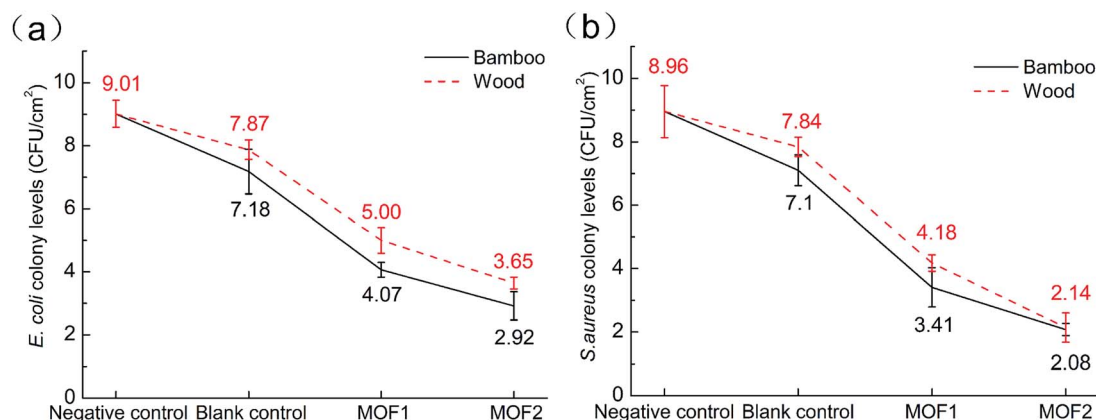 (a)
E. coli colony levels (CFU/cm²)
10
8
6
4
2
0
Bamboo
Wood
9.01
7.87
7.18
5.00
4.07
3.65
2.92
Negative control Blank control MOF1 MOF2
(b)
S.aureus colony levels (CFU/cm²)
10
8
6
4
2
0
Bamboo
Wood
8.96
7.84
7.1
4.18
3.41
2.14
2.08
Negative control Blank control MOF1 MOF2